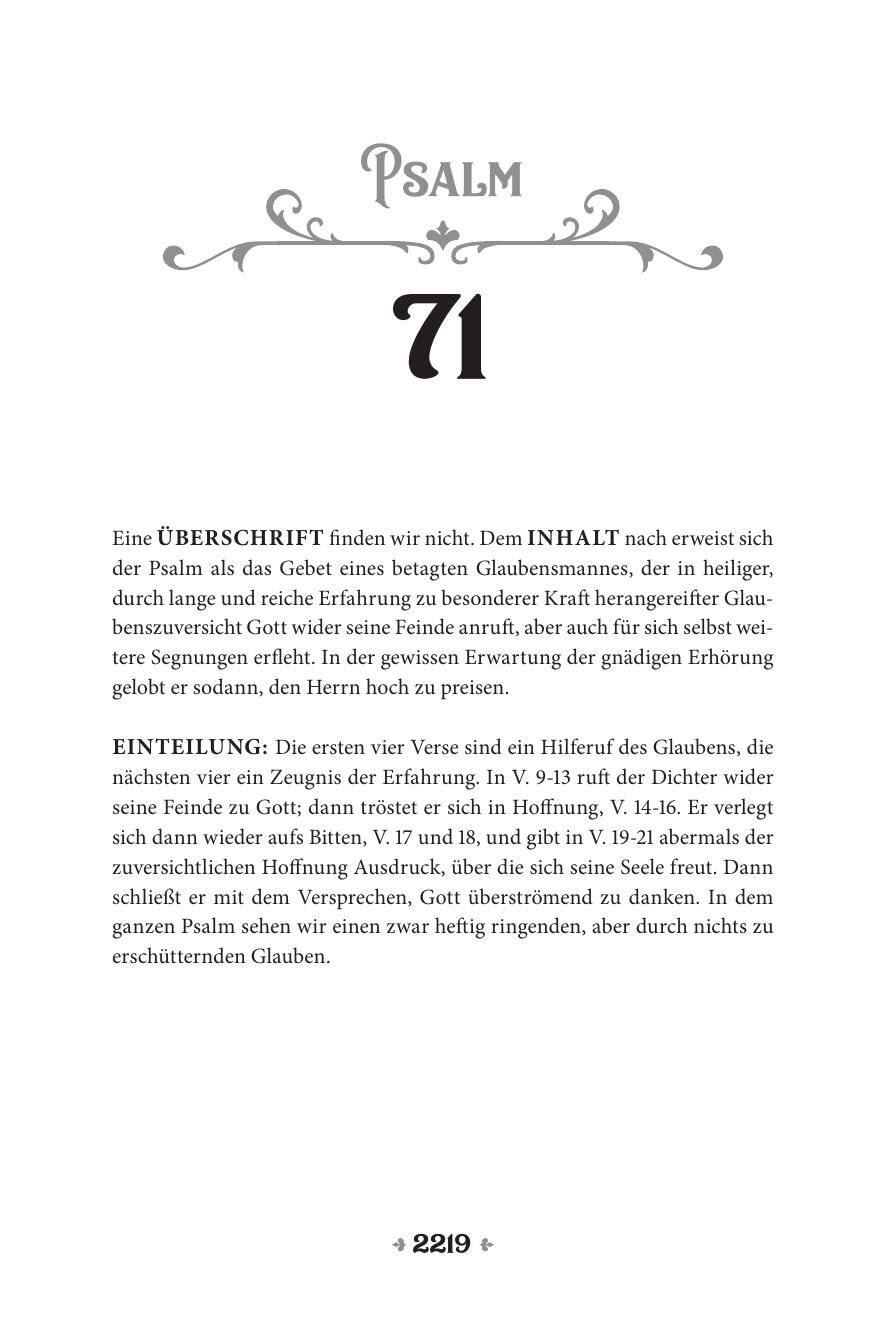 Psalm
71
Eine ÜBERSCHRIFT finden wir nicht. Dem INHALT nach erweist sich
der Psalm als das Gebet eines betagten Glaubensmannes, der in heiliger,
durch lange und reiche Erfahrung zu besonderer Kraft herangereifter Glau-
benszuversicht Gott wider seine Feinde anruft, aber auch für sich selbst wei-
tere Segnungen erfleht. In der gewissen Erwartung der gnädigen Erhörung
gelobt er sodann, den Herrn hoch zu preisen.
EINTEILUNG: Die ersten vier Verse sind ein Hilferuf des Glaubens, die
nächsten vier ein Zeugnis der Erfahrung. In V. 9-13 ruft der Dichter wider
seine Feinde zu Gott; dann tröstet er sich in Hoffnung, V. 14-16. Er verlegt
sich dann wieder aufs Bitten, V. 17 und 18, und gibt in V. 19-21 abermals der
zuversichtlichen Hoffnung Ausdruck, über die sich seine Seele freut. Dann
schließt er mit dem Versprechen, Gott überströmend zu danken. In dem
ganzen Psalm sehen wir einen zwar heftig ringenden, aber durch nichts zu
erschütternden Glauben.
2219